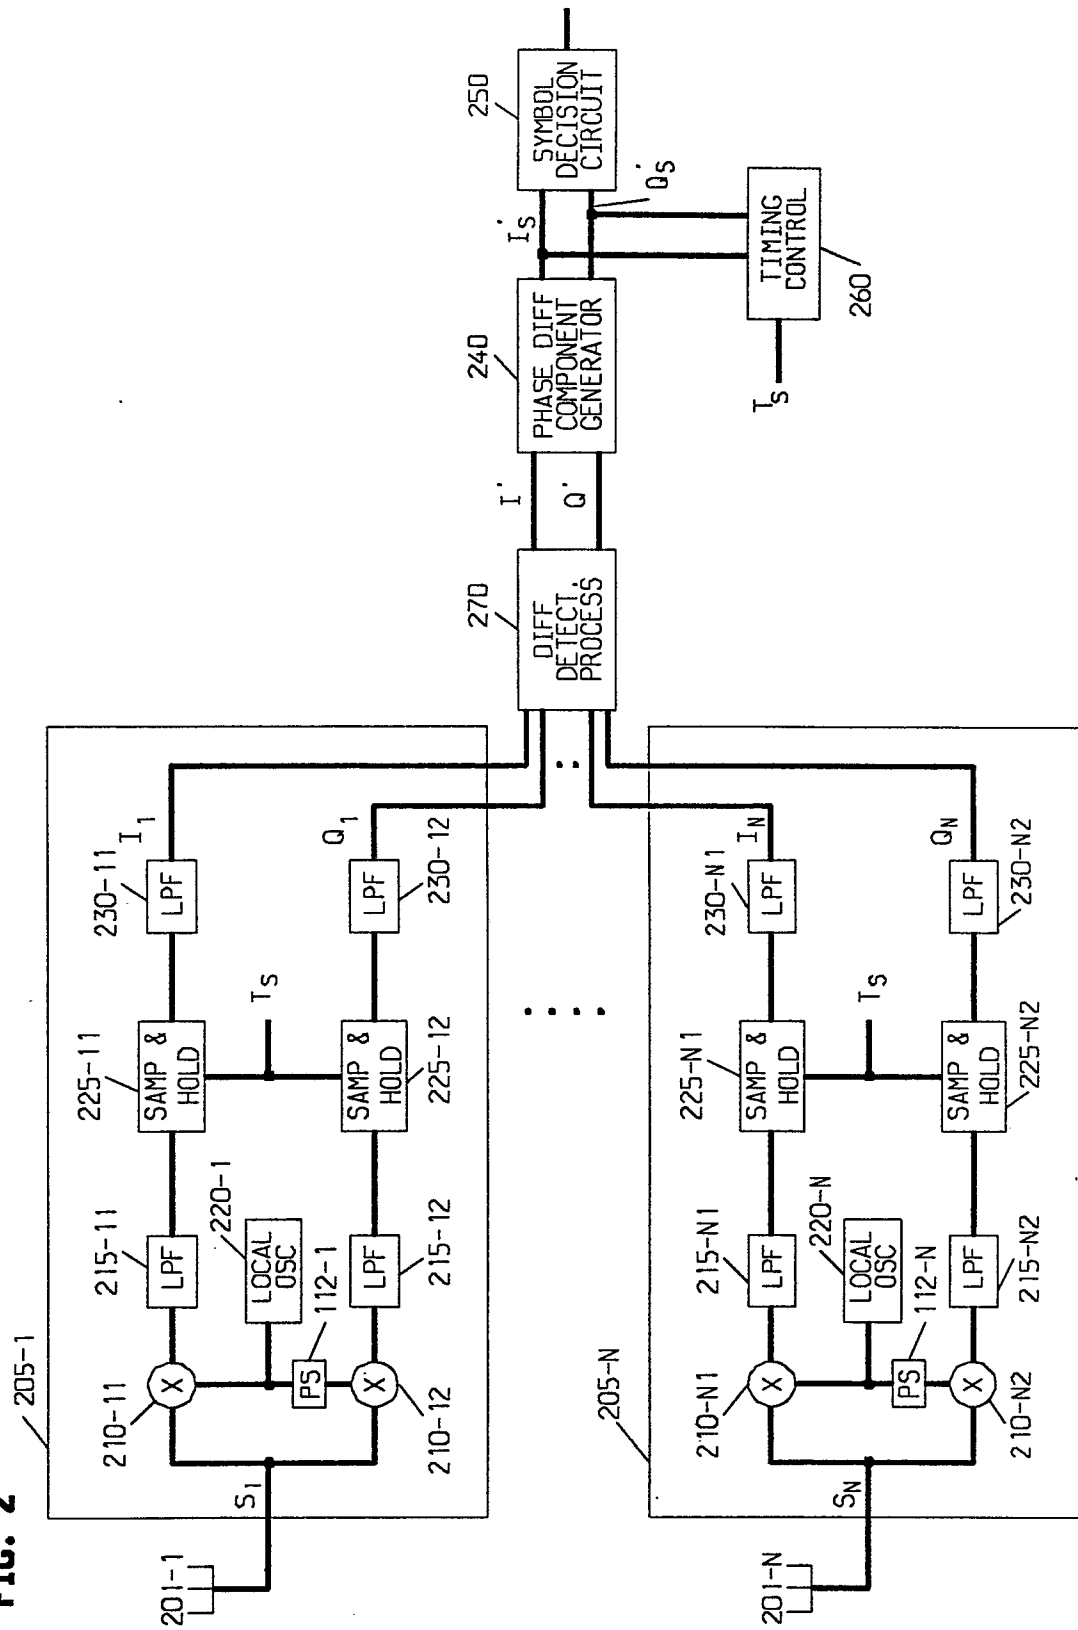 FIG. 2
205-1
201-1
S1
210-11
X
215-11
LPF
225-11
SAMP &
HOLD
230-11
LPF
I1
220-1
LOCAL
OSC
112-1
PS
TS
210-12
X
215-12
LPF
225-12
SAMP &
HOLD
230-12
LPF
Q1
270
DIFF
DETECT.
PROCESS
I'
Q'
240
PHASE DIFF
COMPONENT
GENERATOR
I'S
Q'S
250
SYMBOL
DECISION
CIRCUIT
TIMING
CONTROL
260
TS
205-N
201-N
SN
210-N1
X
215-N1
LPF
225-N1
SAMP &
HOLD
230-N1
LPF
IN
220-N
LOCAL
OSC
112-N
PS
TS
210-N2
X
215-N2
LPF
225-N2
SAMP &
HOLD
230-N2
LPF
QN